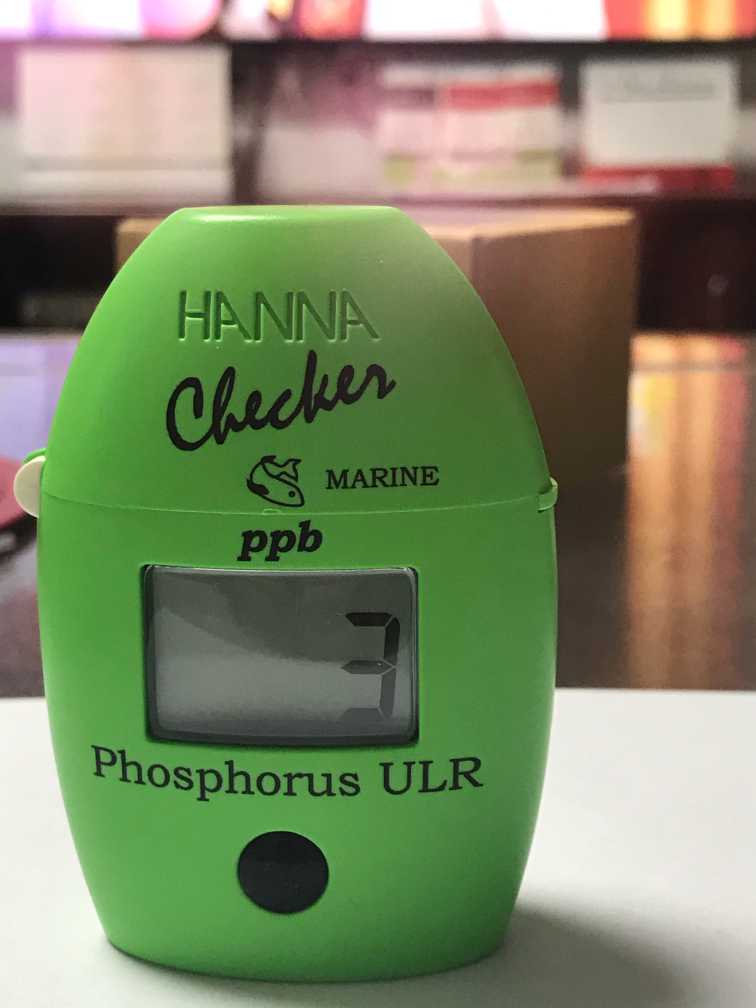 HANNA
Checker
MARINE
ppb
3
Phosphorus ULR